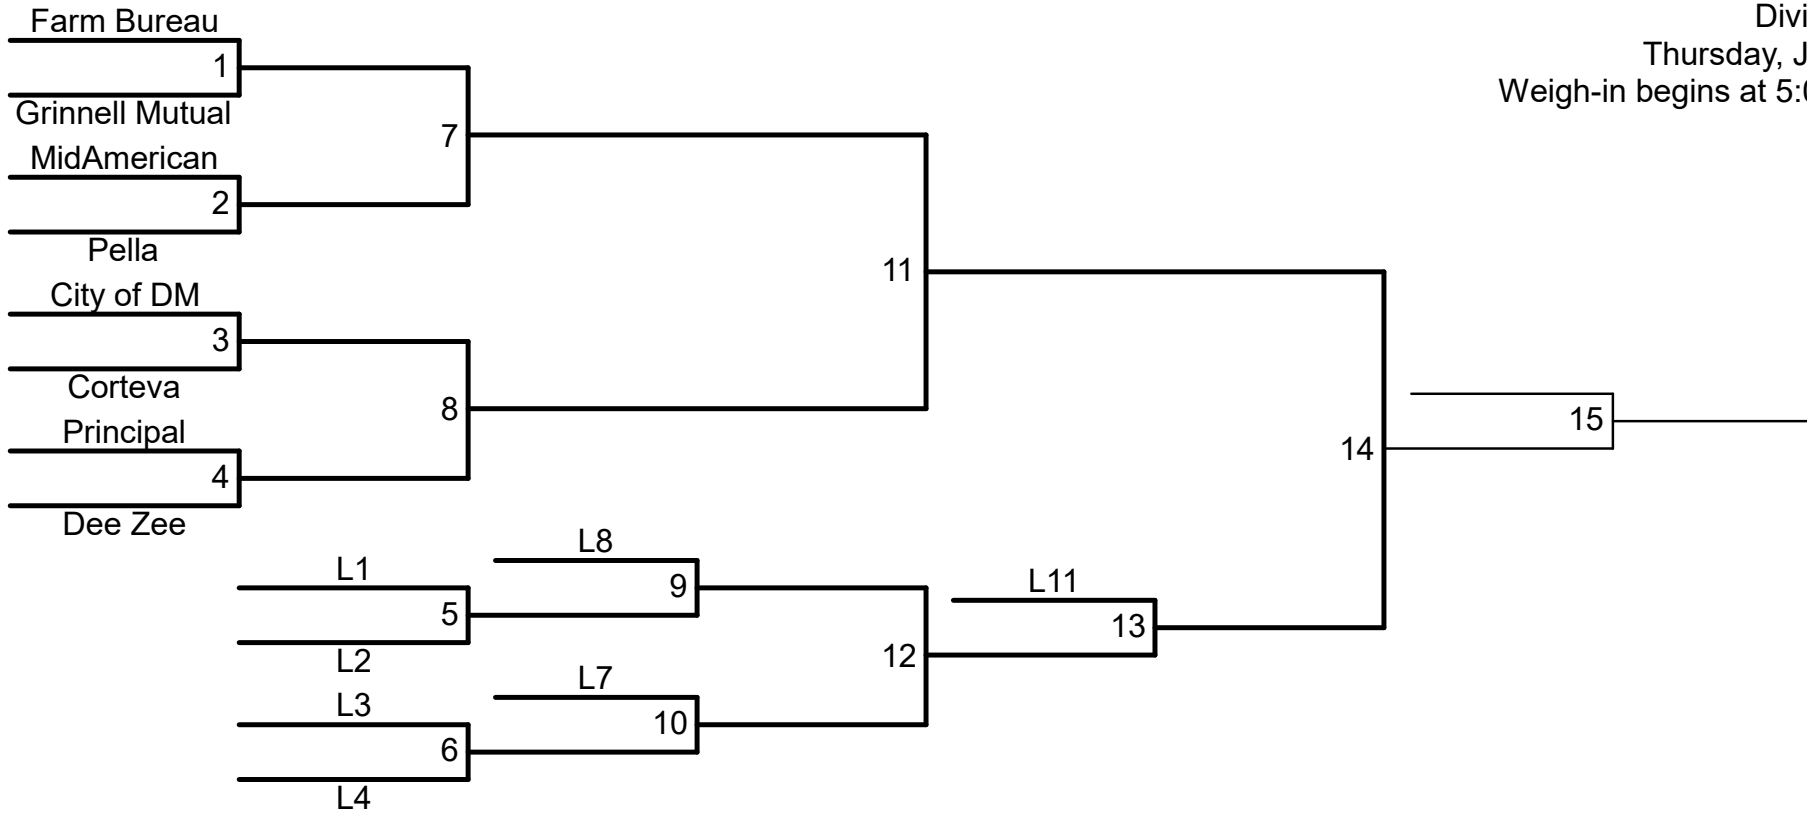 Farm Bureau
1
Grinnell Mutual
7
MidAmerican
2
Pella
City of DM
3
Corteva
8
Principal
4
Dee Zee
11
Thursday,
Weigh-in begins at
14
15
L1
5
L2
L8
9
L3
6
L4
L7
10
12
L11
13